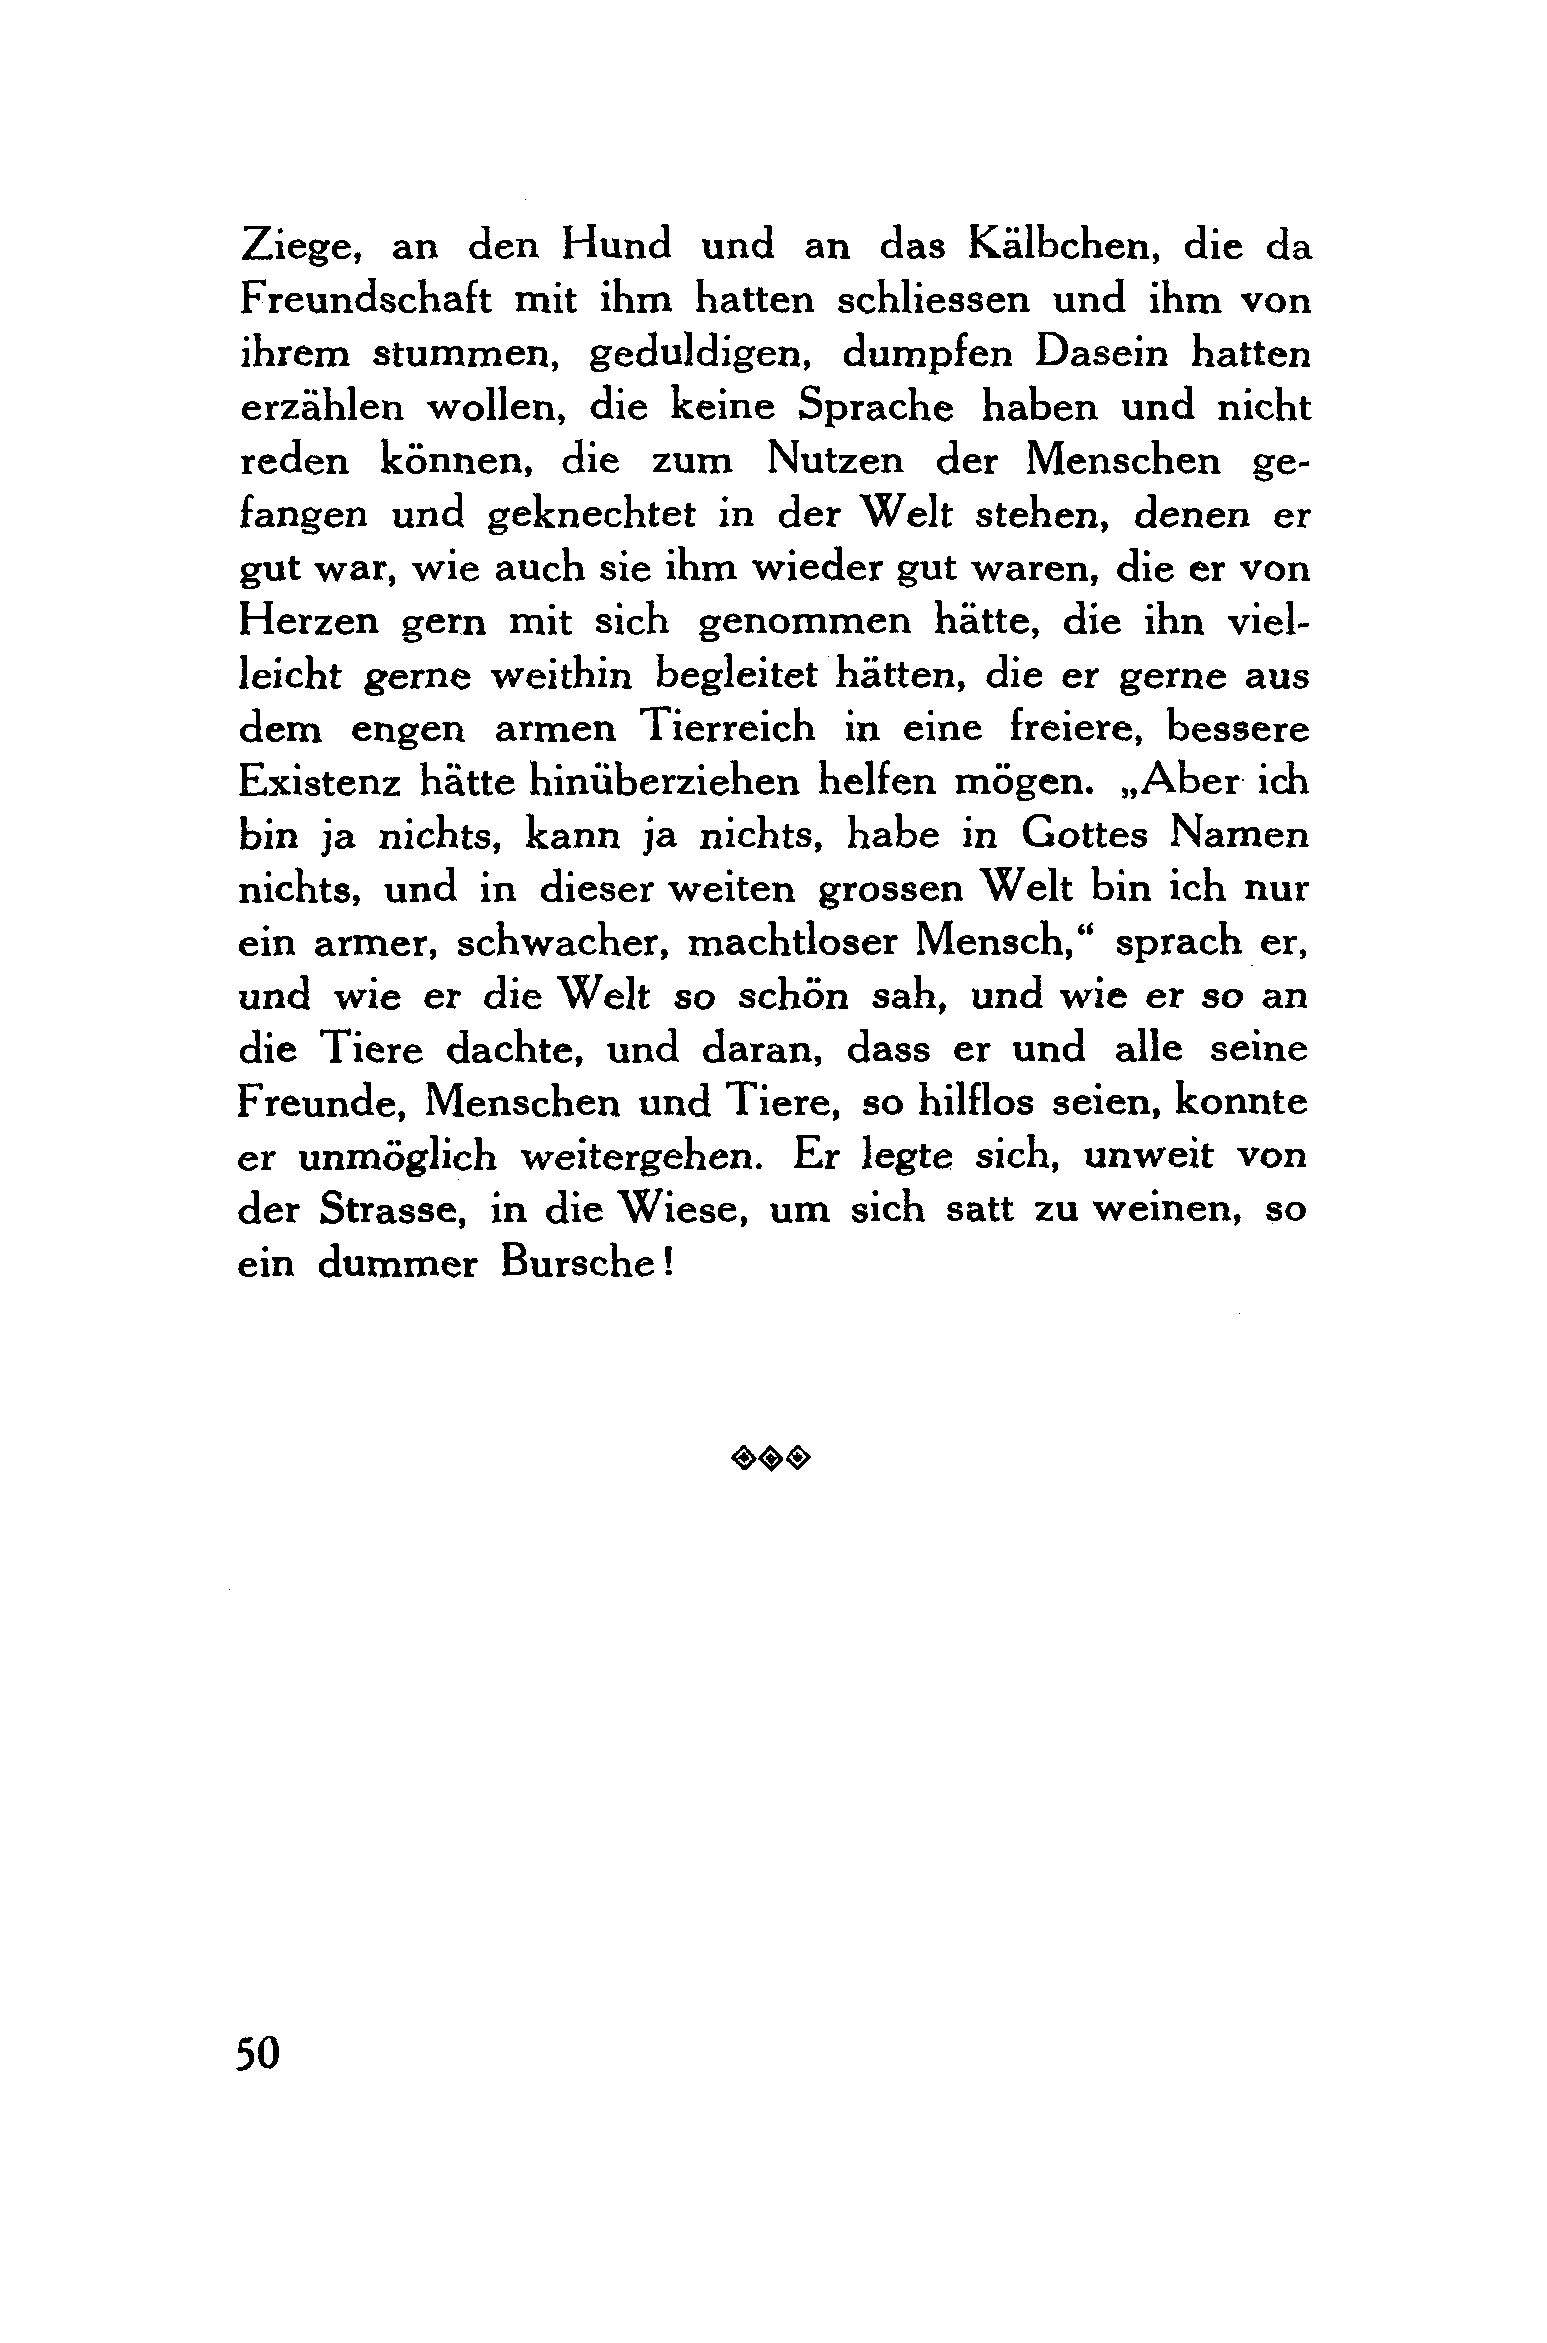 Ziege, an den Hund und an das Kälbchen, die da
Freundschaft mit ihm hatten schliessen und ihm von
ihrem stummen, geduldigen, dumpfen Dasein hatten
erzählen wollen, die keine Sprache haben und nicht
reden können, die zum Nutzen der Menschen ge-
fangen und geknechtet in der Welt stehen, denen er
gut war, wie auch sie ihm wieder gut waren, die er von
Herzen gern mit sich genommen hätte, die ihn viel-
leicht gerne weithin begleitet hätten, die er gerne aus
dem engen armen Tierreich in eine freiere, bessere
Existenz hätte hinüberziehen helfen mögen. „Aber ich
bin ja nichts, kann ja nichts, habe in Gottes Namen
nichts, und in dieser weiten grossen Welt bin ich nur
ein armer, schwacher, machtloser Mensch,“ sprach er,
und wie er die Welt so schön sah, und wie er so an
die Tiere dachte, und daran, dass er und alle seine
Freunde, Menschen und Tiere, so hilflos seien, konnte
er unmöglich weitergehen. Er legte sich, unweit von
der Strasse, in die Wiese, um sich satt zu weinen, so
ein dummer Bursche!
50